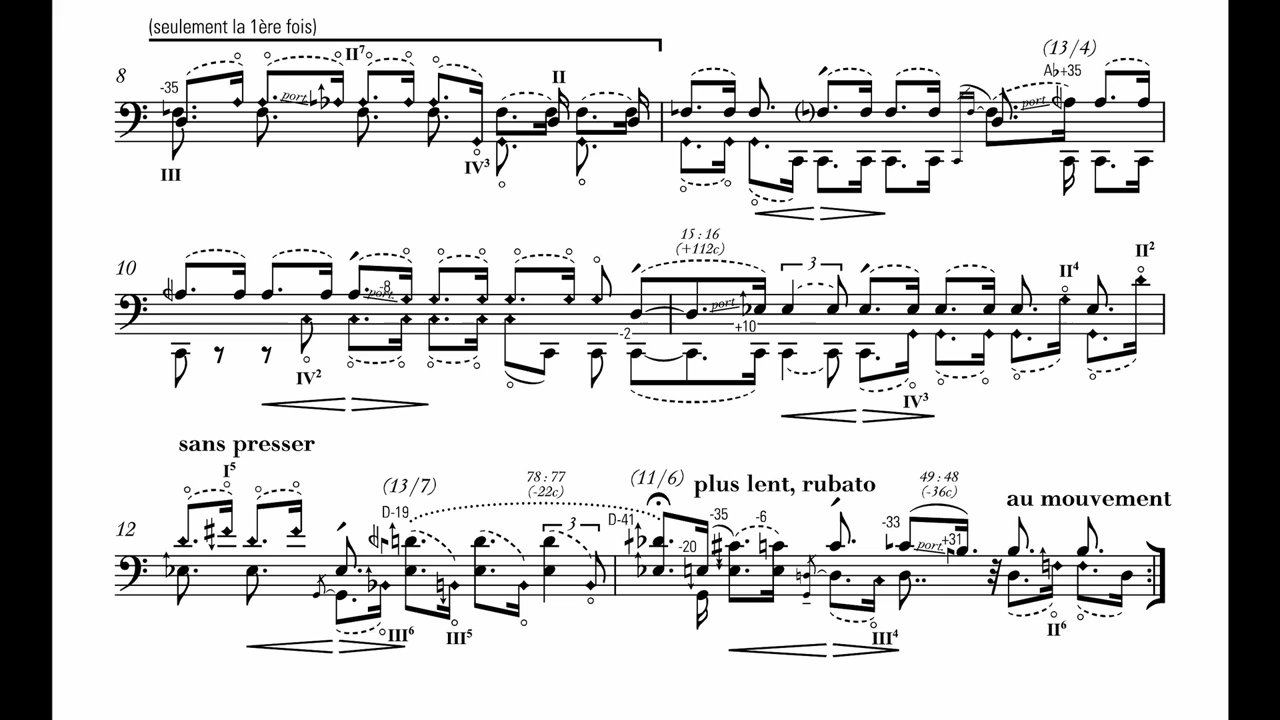 (seulement la 1ère fois)
8
-35 port. II⁷ II (13/4)
A♭+35
port.
III IV³
10
-8
port.
15 : 16
(+112c)
3
port.
II⁴ II²
-2 +10
IV² IV³
sans presser
12
I⁵ (13/7) 78 : 77
(-22c)
(11/6) plus lent, rubato 49 : 48
(-36c)
au mouvement
D-19 3 D-41 -20 -35 -6 -33 port. +31
III⁶ III⁵ III⁴ II⁶